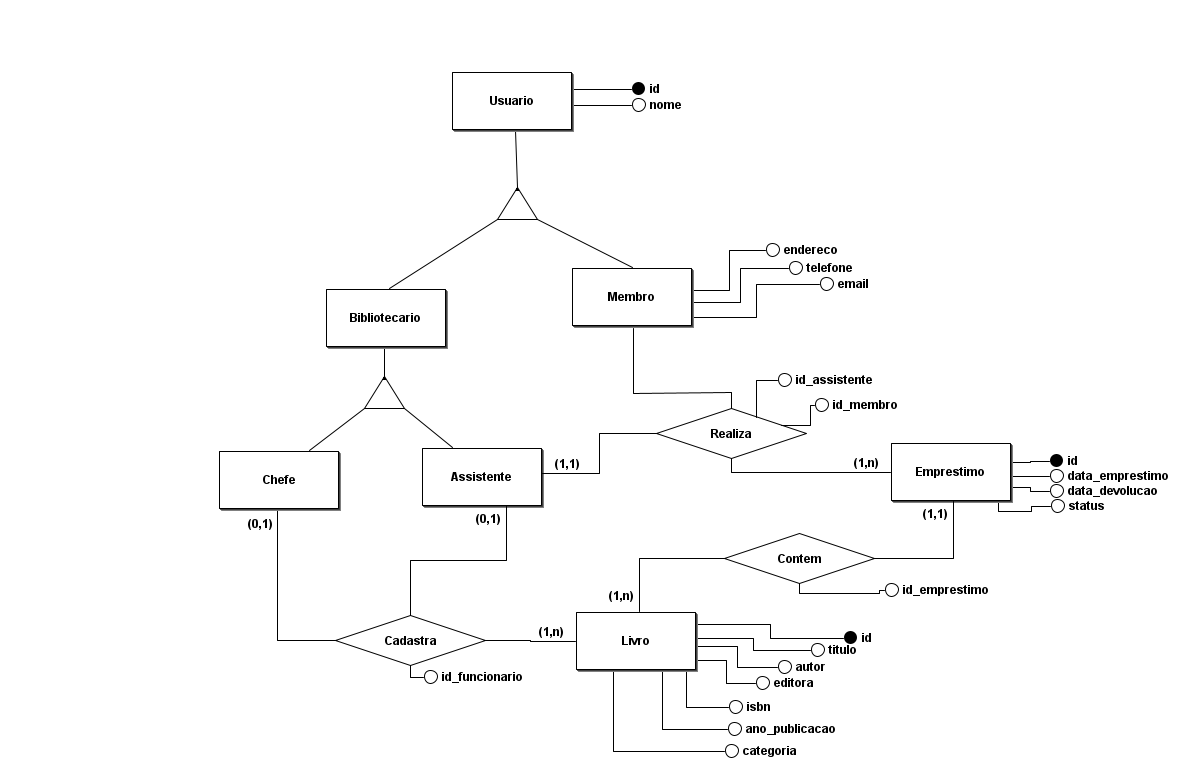 Usuario
id
nome
endereco
telefone
email
Membro
Bibliotecario
id_assistente
id_membro
Realiza
(1,1)
(1,n)
Chefe
Assistente
Emprestimo
id
data_emprestimo
data_devolucao
status
(0,1)
(0,1)
(1,1)
Contem
id_emprestimo
(1,n)
Cadastra
(1,n)
Livro
id
titulo
autor
editora
id_funcionario
isbn
ano_publicacao
categoria